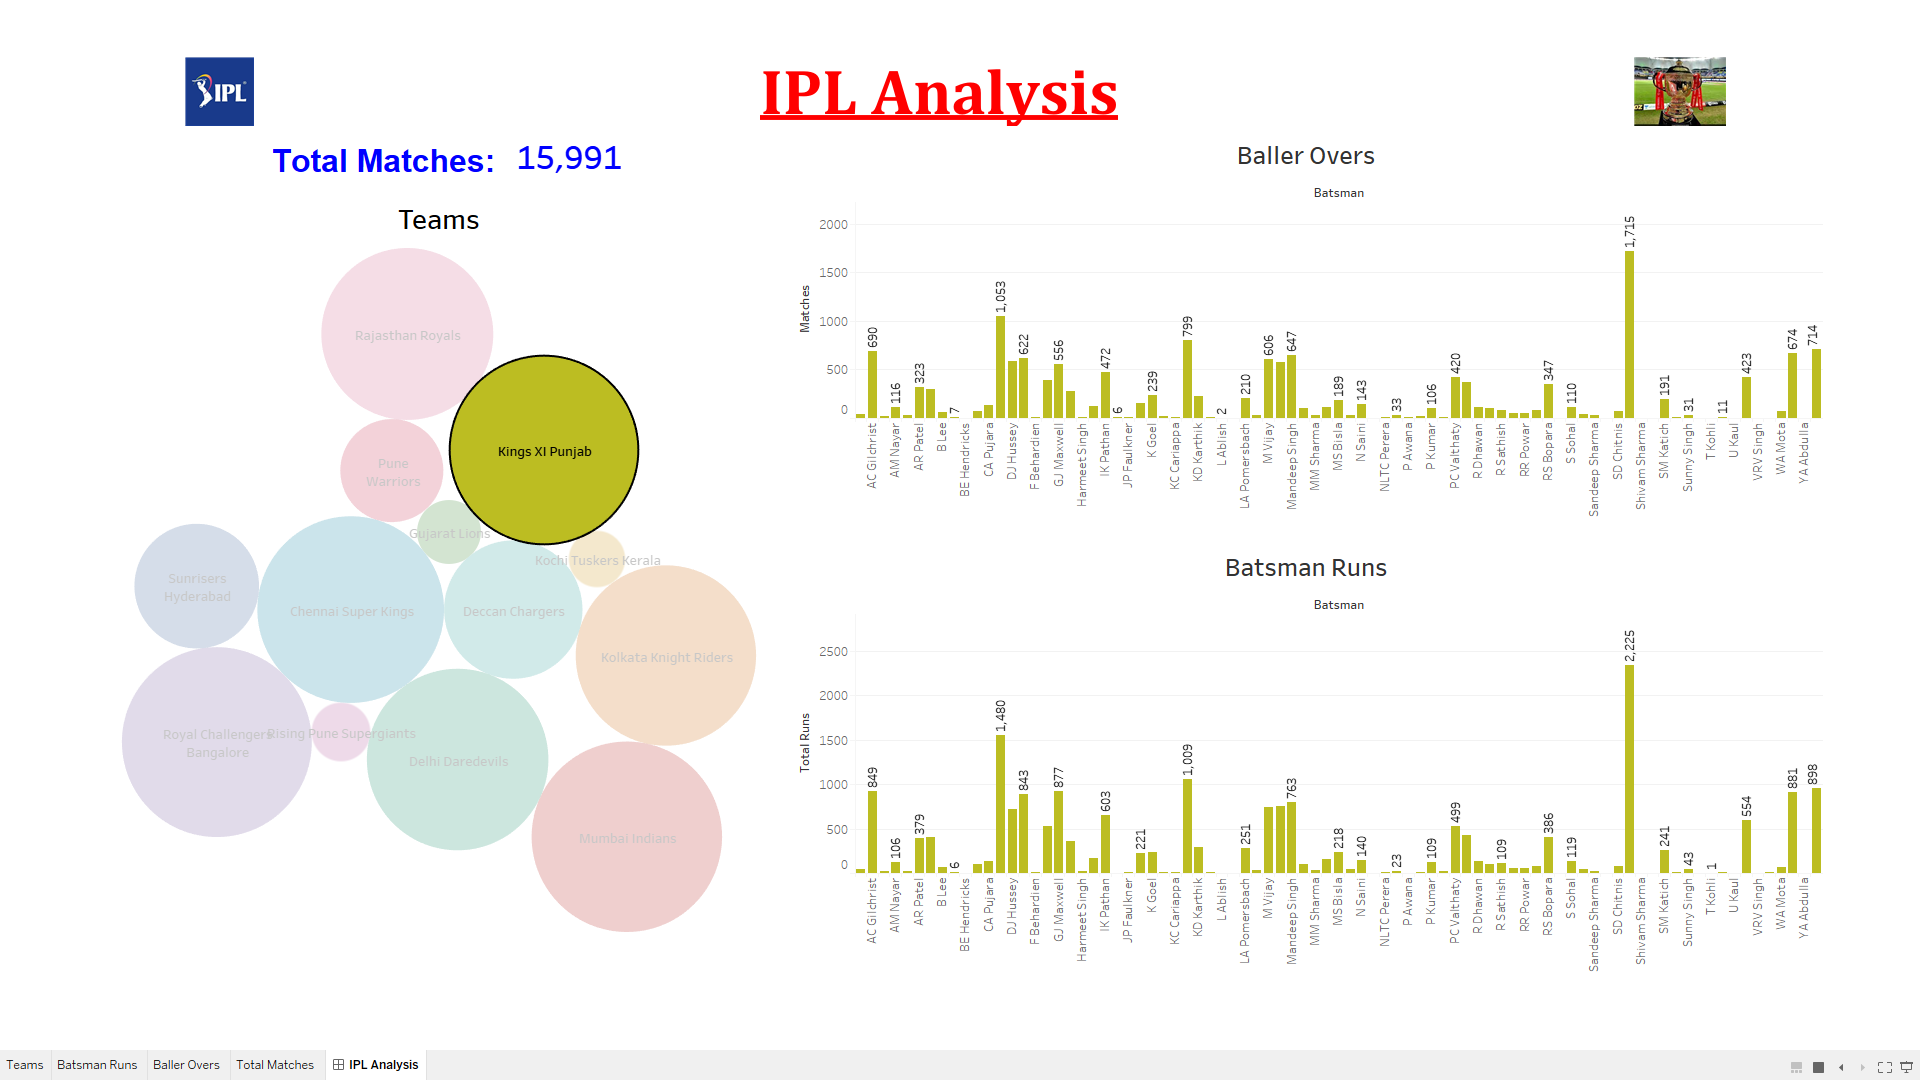 IPL
IPL Analysis
Total Matches: 15,991
Teams
Rajasthan Royals
Kings XI Punjab
Pune
Warriors
Gujarat Lions
Kochi Tuskers Kerala
Sunrisers
Hyderabad
Chennai Super Kings
Deccan Chargers
Kolkata Knight Riders
Royal Challengers
Bangalore
Rising Pune Supergiants
Delhi Daredevils
Mumbai Indians
Baller Overs
Batsman
Matches
2000
1500
1000
500
0
690
116
323
7
1,053
622
556
472
6
239
799
2
210
606
647
189
143
33
106
420
347
110
1,715
191
31
11
423
674
714
AC Gilchrist
AM Nayar
AR Patel
B Lee
BE Hendricks
CA Pujara
DJ Hussey
F Behardien
GJ Maxwell
Harmeet Singh
IK Pathan
JP Faulkner
K Goel
KC Cariappa
KD Karthik
L Ablish
LA Pomersbach
M Vijay
Mandeep Singh
MM Sharma
MS Bisla
N Saini
NLTC Perera
P Awana
P Kumar
PC Valthaty
R Dhawan
R Sathish
RR Powar
RS Bopara
S Sohal
Sandeep Sharma
SD Chitnis
Shivam Sharma
SM Katich
Sunny Singh
T Kohli
U Kaul
VRV Singh
WA Mota
YA Abdulla
Batsman Runs
Batsman
Total Runs
2500
2000
1500
1000
500
0
849
106
379
6
1,480
843
877
603
221
1,009
251
763
218
140
23
109
499
109
386
119
2,225
241
43
1
554
881
898
AC Gilchrist
AM Nayar
AR Patel
B Lee
BE Hendricks
CA Pujara
DJ Hussey
F Behardien
GJ Maxwell
Harmeet Singh
IK Pathan
JP Faulkner
K Goel
KC Cariappa
KD Karthik
L Ablish
LA Pomersbach
M Vijay
Mandeep Singh
MM Sharma
MS Bisla
N Saini
NLTC Perera
P Awana
P Kumar
PC Valthaty
R Dhawan
R Sathish
RR Powar
RS Bopara
S Sohal
Sandeep Sharma
SD Chitnis
Shivam Sharma
SM Katich
Sunny Singh
T Kohli
U Kaul
VRV Singh
WA Mota
YA Abdulla
Teams
Batsman Runs
Baller Overs
Total Matches
IPL Analysis